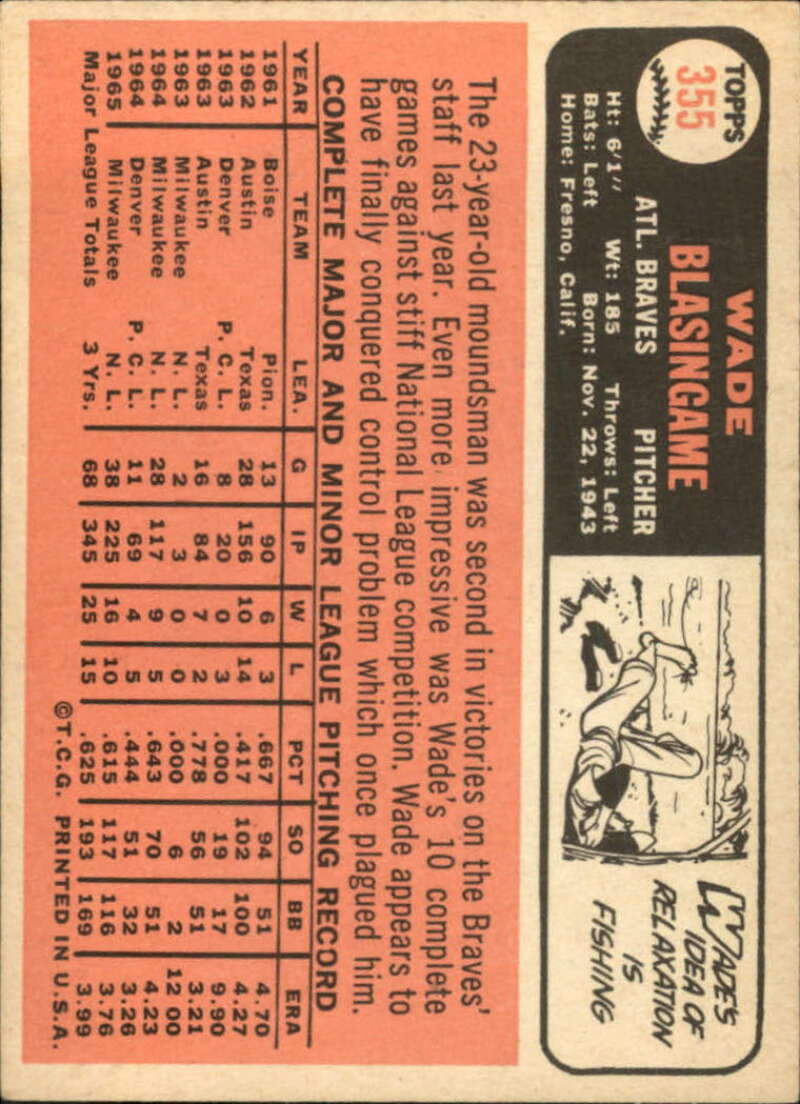 TOPPS
355
WADE
BLASINGAME
ATL. BRAVES PITCHER
Ht: 6'1" Wt: 185 Throws: Left
Bats: Left Born: Nov. 22, 1943
Home: Fresno, Calif.
WADE'S
IDEA OF
RELAXATION
IS
FISHING
The 23-year-old moundsman was second in victories on the Braves'
staff last year. Even more impressive was Wade's 10 complete
games against stiff National League competition. Wade appears to
have finally conquered control problem which once plagued him.
COMPLETE MAJOR AND MINOR LEAGUE PITCHING RECORD
YEAR TEAM LEA. G IP W L PCT SO BB ERA
1961 Boise Pion. 13 90 6 3 .667 94 51 4.70
1962 Austin Texas 28 156 10 14 .417 102 100 4.27
1963 Denver P. C. L. 8 20 0 3 .000 19 17 9.90
1963 Austin Texas 16 84 7 2 .778 56 51 3.21
1963 Milwaukee N. L. 2 3 0 0 .000 6 2 12.00
1964 Milwaukee N. L. 28 117 9 5 .643 70 51 4.23
1964 Denver P. C. L. 11 69 4 5 .444 51 32 3.26
1965 Milwaukee N. L. 38 225 16 10 .615 117 116 3.76
Major League Totals 3 Yrs. 68 345 25 15 .625 193 169 3.99
©T.C.G. PRINTED IN U.S.A.